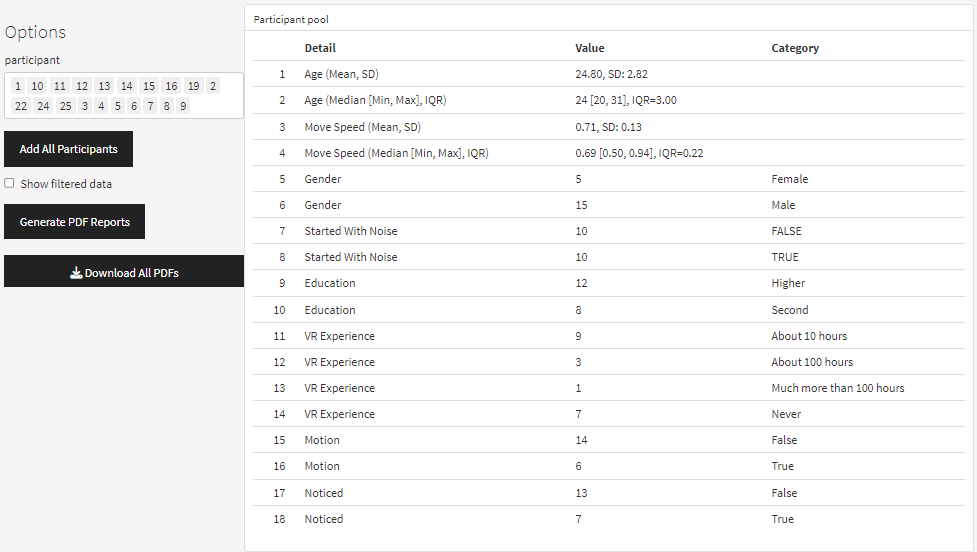 Options
participant
1 10 11 12 13 14 15 16 19 2
22 24 25 3 4 5 6 7 8 9
Add All Participants
Show filtered data
Generate PDF Reports
Download All PDFs
Participant pool
Detail Value Category
1 Age (Mean, SD) 24.80, SD: 2.82
2 Age (Median [Min, Max], IQR) 24 [20, 31], IQR=3.00
3 Move Speed (Mean, SD) 0.71, SD: 0.13
4 Move Speed (Median [Min, Max], IQR) 0.69 [0.50, 0.94], IQR=0.22
5 Gender 5 Female
6 Gender 15 Male
7 Started With Noise 10 FALSE
8 Started With Noise 10 TRUE
9 Education 12 Higher
10 Education 8 Second
11 VR Experience 9 About 10 hours
12 VR Experience 3 About 100 hours
13 VR Experience 1 Much more than 100 hours
14 VR Experience 7 Never
15 Motion 14 False
16 Motion 6 True
17 Noticed 13 False
18 Noticed 7 True